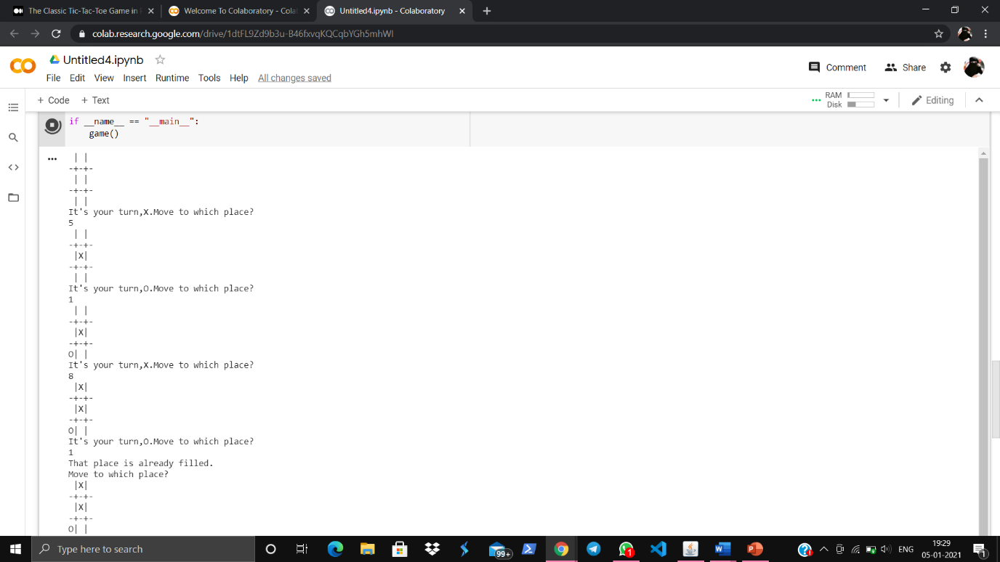 The Classic Tic-Tac-Toe Game in
Welcome To Colaboratory - Cola
Untitled4.ipynb - Colaboratory
colab.research.google.com/drive/1dtFL9Zd9b3u-B46fxvqKQCqbYGh5mhWl
Untitled4.ipynb
File Edit View Insert Runtime Tools Help All changes saved
Comment Share
+ Code + Text
RAM
Disk
Editing
if __name__ == "__main__":
game()
| |
-+-+-
| |
-+-+-
| |
It's your turn,X.Move to which place?
5
| |
-+-+-
|X|
-+-+-
| |
It's your turn,O.Move to which place?
1
| |
-+-+-
|X|
-+-+-
O| |
It's your turn,X.Move to which place?
8
|X|
-+-+-
|X|
-+-+-
O| |
It's your turn,O.Move to which place?
1
That place is already filled.
Move to which place?
|X|
-+-+-
|X|
-+-+-
O| |
Type here to search
99+
1
ENG
19:29
05-01-2021
1